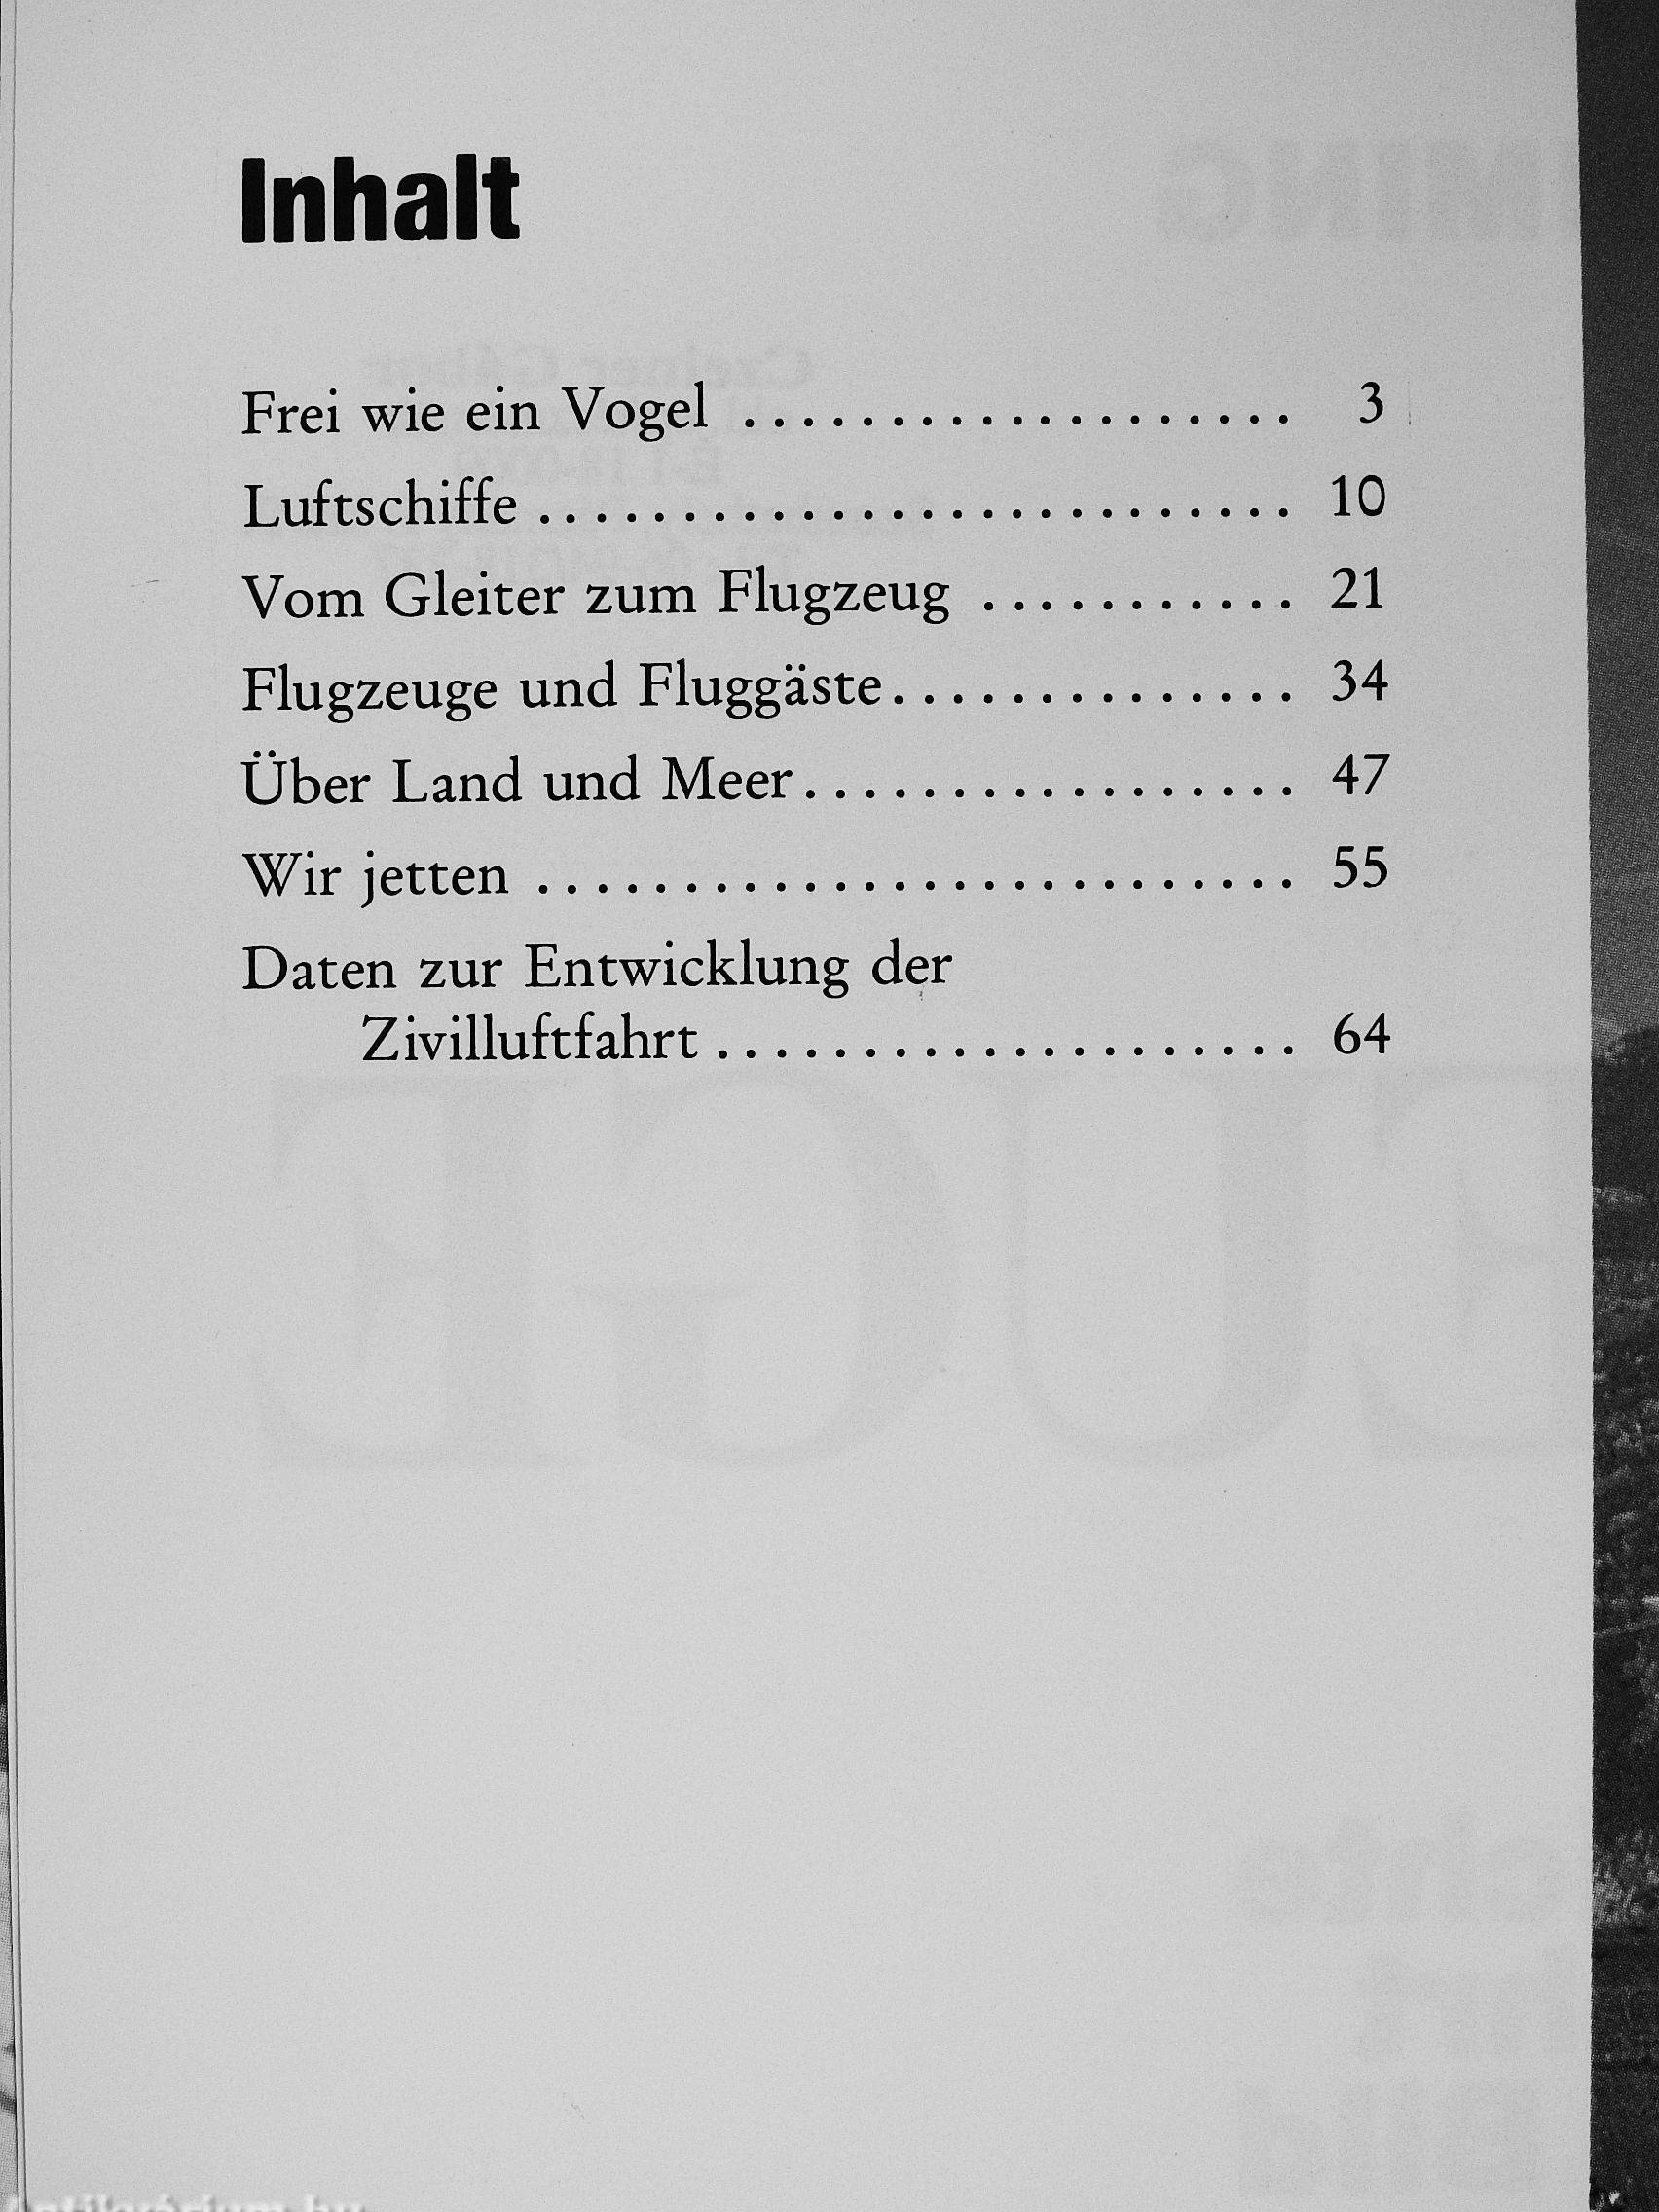 Inhalt
Frei wie ein Vogel ................... 3
Luftschiffe .......................... 10
Vom Gleiter zum Flugzeug ........... 21
Flugzeuge und Fluggäste.............. 34
Über Land und Meer................. 47
Wir jetten .......................... 55
Daten zur Entwicklung der
Zivilluftfahrt .................... 64